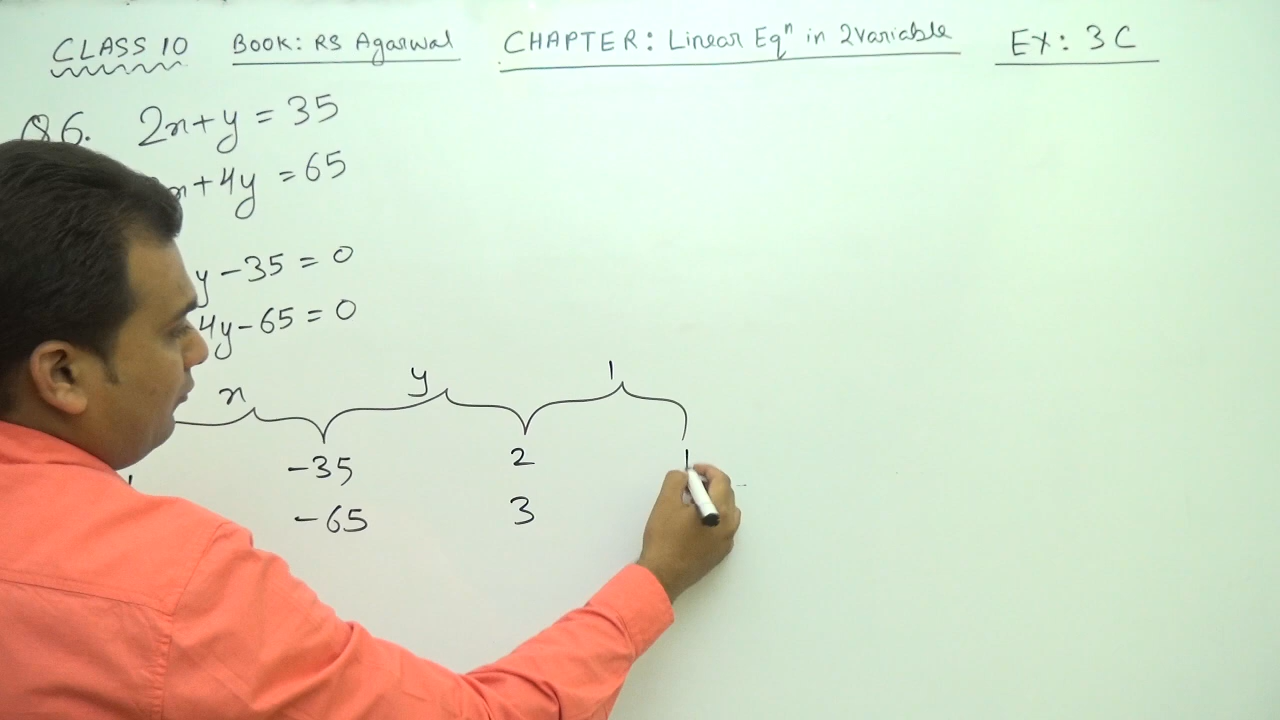 CLASS 10 BOOK: RS Agarwal CHAPTER: Linear Eqⁿ in 2variable EX: 3C
Q6. 2x+y = 35
x+4y = 65
y-35 = 0
4y-65 = 0
x y 1
1 -35 2 1
-65 3